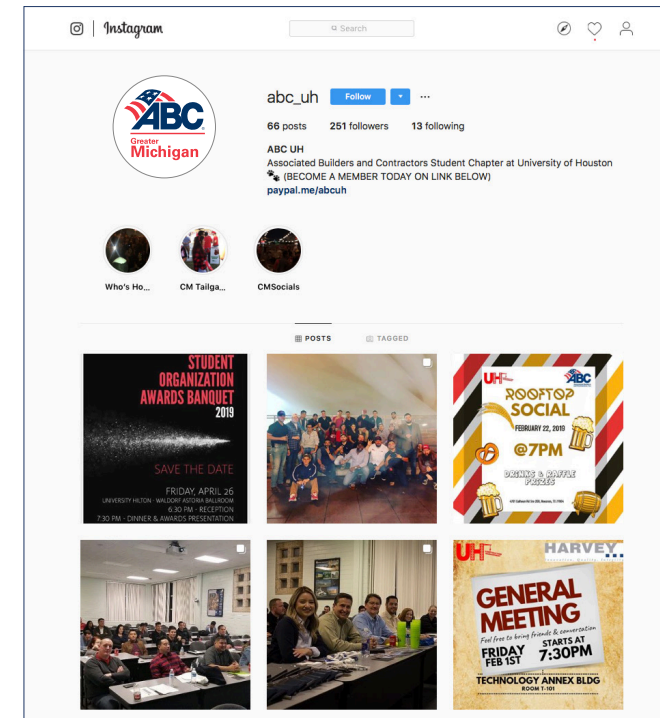 Instagram
Search
ABC
Greater
Michigan
abc_uh Follow
66 posts 251 followers 13 following
ABC UH
Associated Builders and Contractors Student Chapter at University of Houston
🐾 (BECOME A MEMBER TODAY ON LINK BELOW)
paypal.me/abcuh
Who's Ho...
CM Tailga...
CMSocials
POSTS TAGGED
STUDENT
ORGANIZATION
AWARDS BANQUET
2019
SAVE THE DATE
FRIDAY, APRIL 26
UNIVERSITY HILTON - WALDORF ASTORIA BALLROOM
6:30 PM - RECEPTION
7:30 PM - DINNER & AWARDS PRESENTATION
UH
ABC
ROOFTOP
SOCIAL
FEBRUARY 22, 2019
@7PM
DRINKS & RAFFLE
PRIZES
UH
HARVEY
GENERAL
MEETING
Feel free to bring friends & conversation
FRIDAY
FEB 1ST
STARTS AT
7:30PM
TECHNOLOGY ANNEX BLDG
ROOM T-101